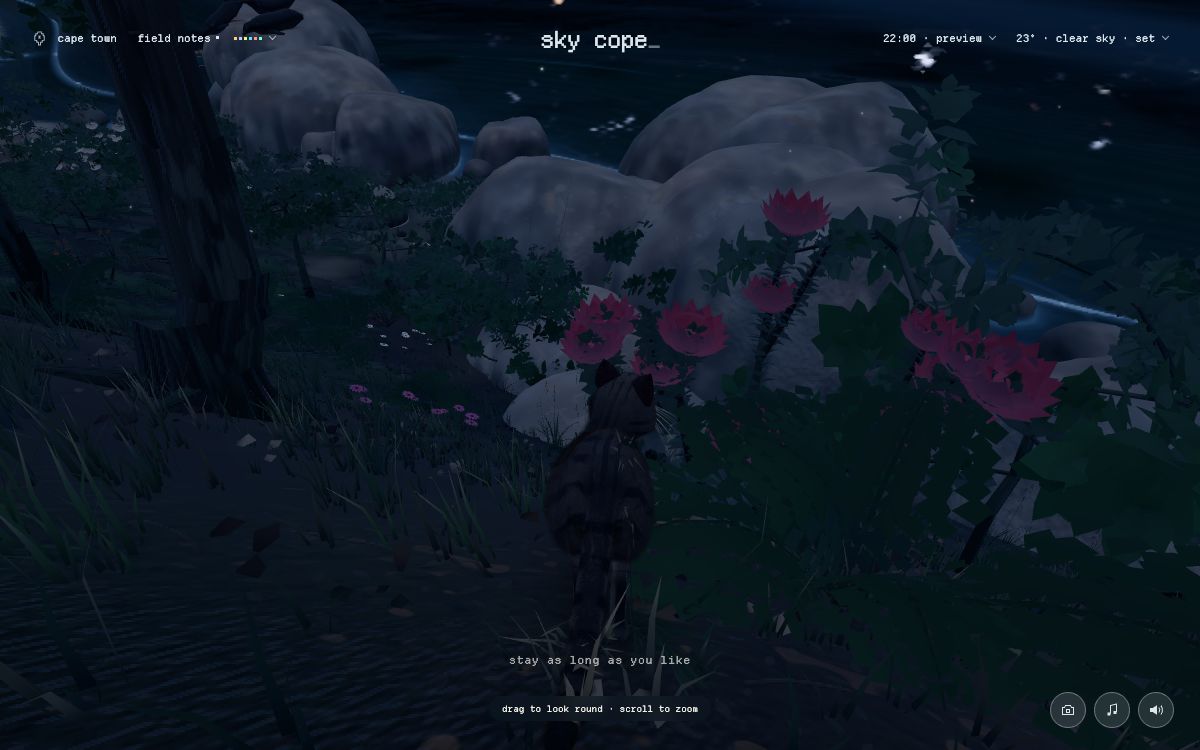 cape town
field notes
sky cope_
22:00 · preview
23° · clear sky · set
stay as long as you like
drag to look round · scroll to zoom